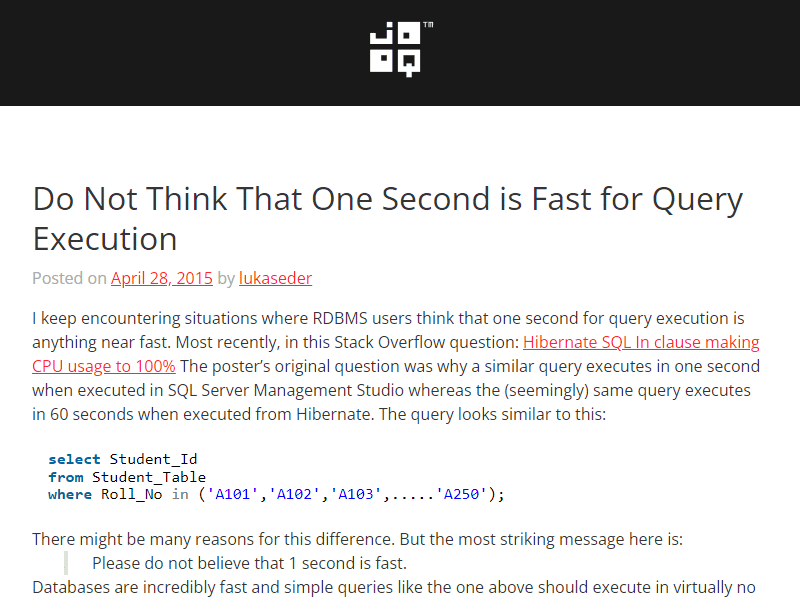 JOOQ™
Do Not Think That One Second is Fast for Query
Execution
Posted on April 28, 2015 by lukaseder
I keep encountering situations where RDBMS users think that one second for query execution is
anything near fast. Most recently, in this Stack Overflow question: Hibernate SQL In clause making
CPU usage to 100% The poster’s original question was why a similar query executes in one second
when executed in SQL Server Management Studio whereas the (seemingly) same query executes
in 60 seconds when executed from Hibernate. The query looks similar to this:
select Student_Id
from Student_Table
where Roll_No in ('A101','A102','A103',.....'A250');
There might be many reasons for this difference. But the most striking message here is:
Please do not believe that 1 second is fast.
Databases are incredibly fast and simple queries like the one above should execute in virtually no